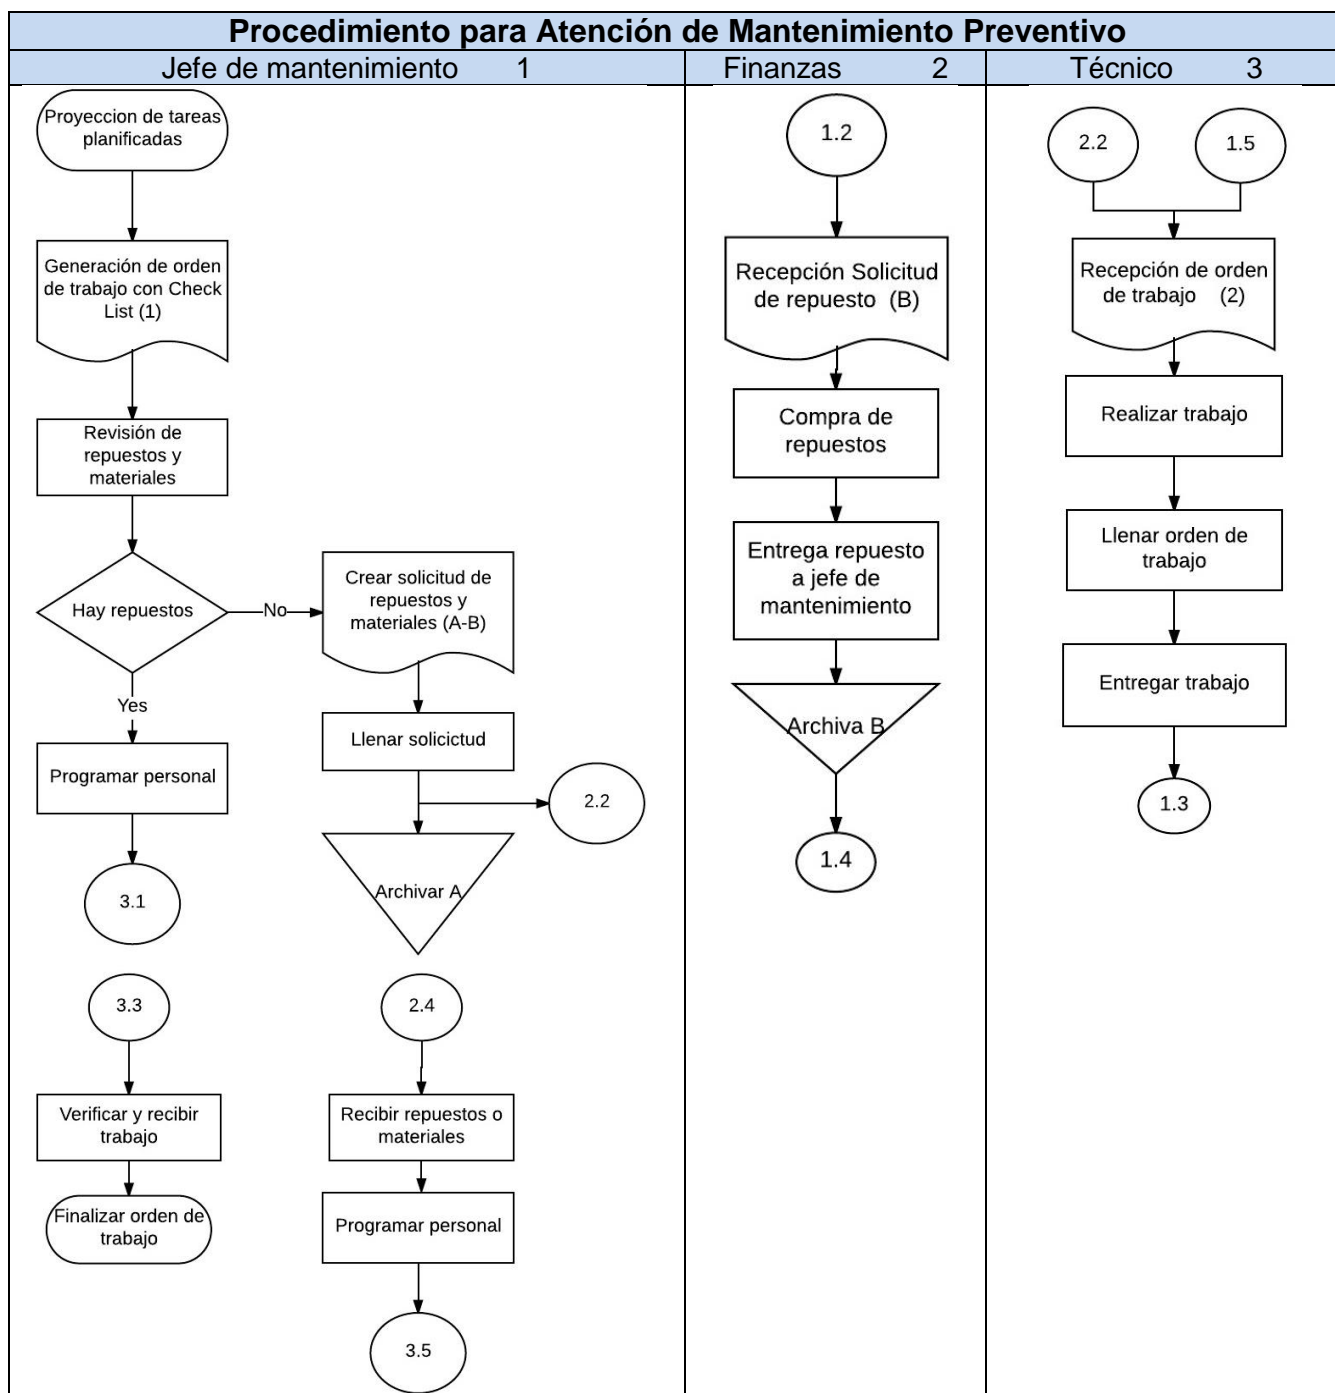 Procedimiento para Atención de Mantenimiento Preventivo
Jefe de mantenimiento 1
Finanzas 2
Técnico 3
Proyeccion de tareas
planificadas
Generación de orden
de trabajo con Check
List (1)
Revisión de
repuestos y
materiales
Hay repuestos
No
Yes
Programar personal
3.1
Crear solicitud de
repuestos y
materiales (A-B)
Llenar solicictud
2.2
Archivar A
3.3
Verificar y recibir
trabajo
Finalizar orden de
trabajo
2.4
Recibir repuestos o
materiales
Programar personal
3.5
1.2
Recepción Solicitud
de repuesto (B)
Compra de
repuestos
Entrega repuesto
a jefe de
mantenimiento
Archiva B
1.4
2.2
1.5
Recepción de orden
de trabajo (2)
Realizar trabajo
Llenar orden de
trabajo
Entregar trabajo
1.3